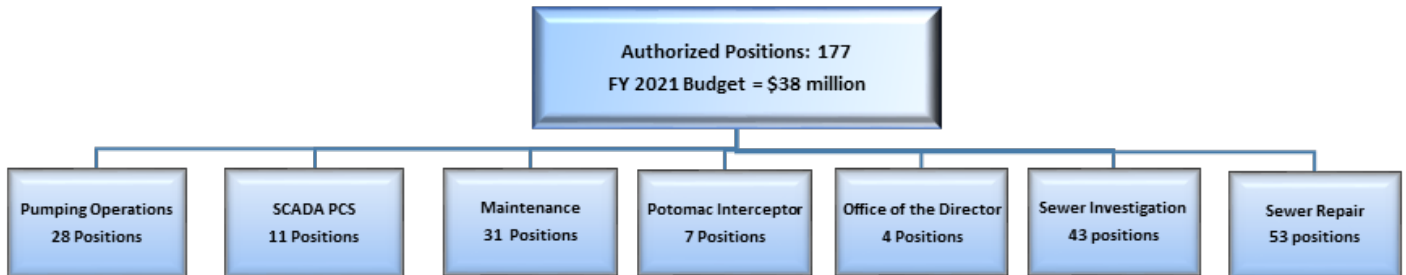 Authorized Positions: 177
FY 2021 Budget = $38 million
Pumping Operations
28 Positions
SCADA PCS
11 Positions
Maintenance
31 Positions
Potomac Interceptor
7 Positions
Office of the Director
4 Positions
Sewer Investigation
43 positions
Sewer Repair
53 positions